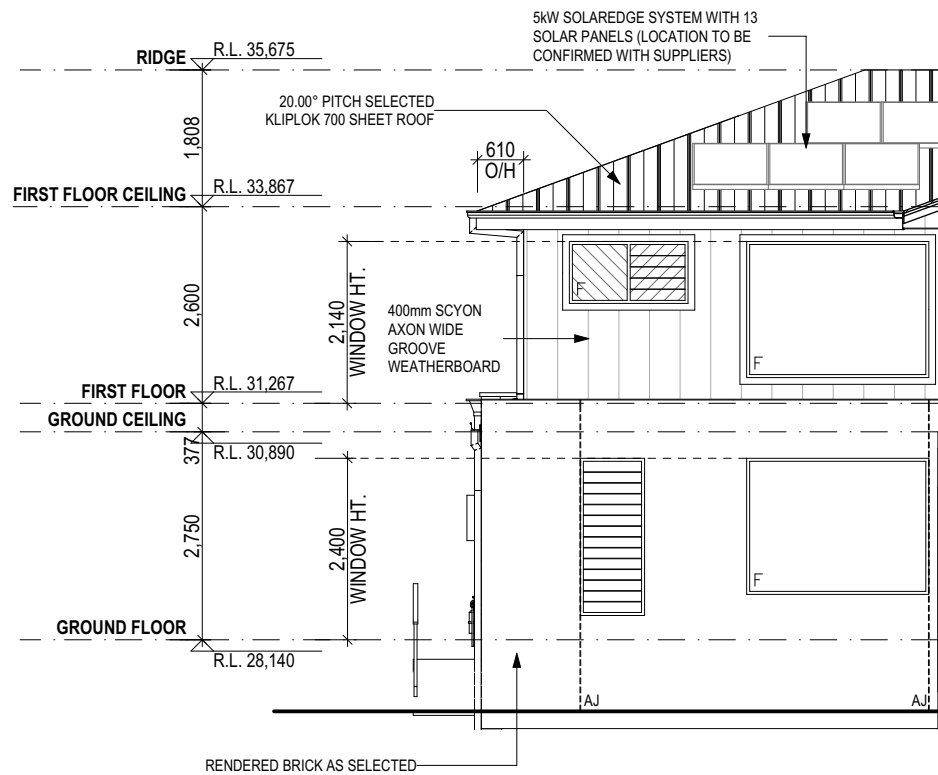 5kW SOLAREDGE SYSTEM WITH 13
SOLAR PANELS (LOCATION TO BE
CONFIRMED WITH SUPPLIERS)
RIDGE
R.L. 35,675
20.00° PITCH SELECTED
KLIPLOK 700 SHEET ROOF
1,808
610
O/H
FIRST FLOOR CEILING
R.L. 33,867
2,600
2,140
WINDOW HT.
400mm SCYON
AXON WIDE
GROOVE
WEATHERBOARD
F
F
FIRST FLOOR
R.L. 31,267
GROUND CEILING
377
R.L. 30,890
2,750
2,400
WINDOW HT.
F
GROUND FLOOR
R.L. 28,140
AJ
AJ
RENDERED BRICK AS SELECTED